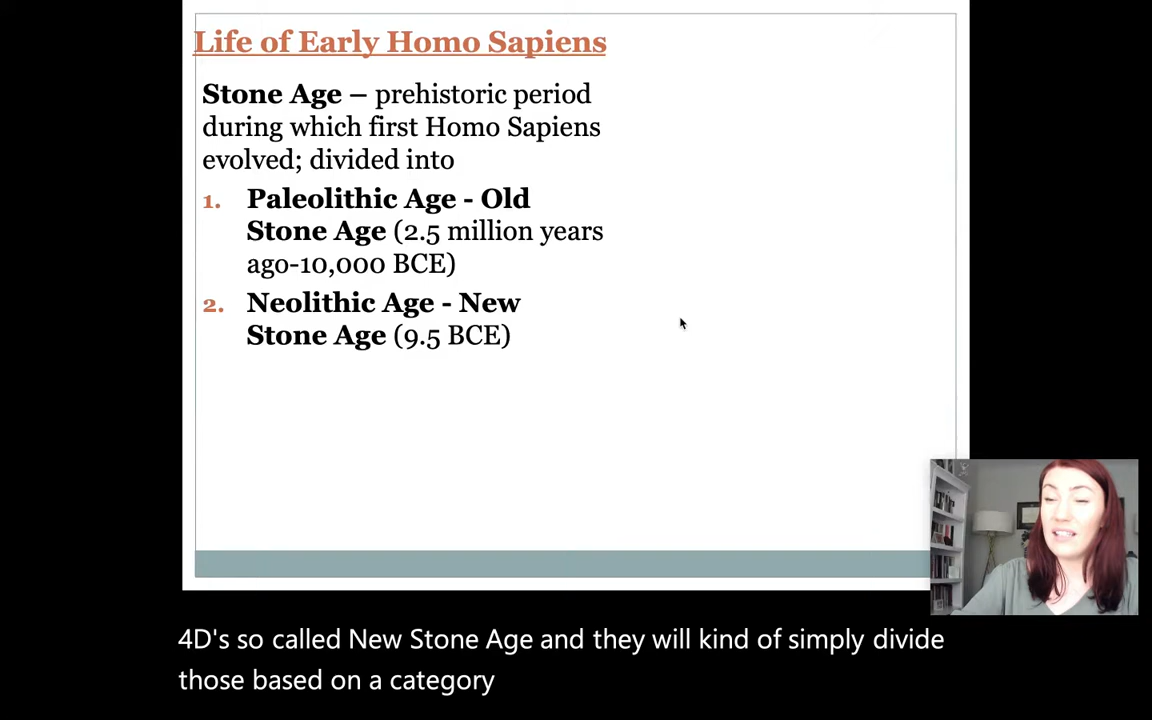 Life of Early Homo Sapiens
Stone Age – prehistoric period
during which first Homo Sapiens
evolved; divided into
1. Paleolithic Age - Old
Stone Age (2.5 million years
ago-10,000 BCE)
2. Neolithic Age - New
Stone Age (9.5 BCE)
4D's so called New Stone Age and they will kind of simply divide
those based on a category